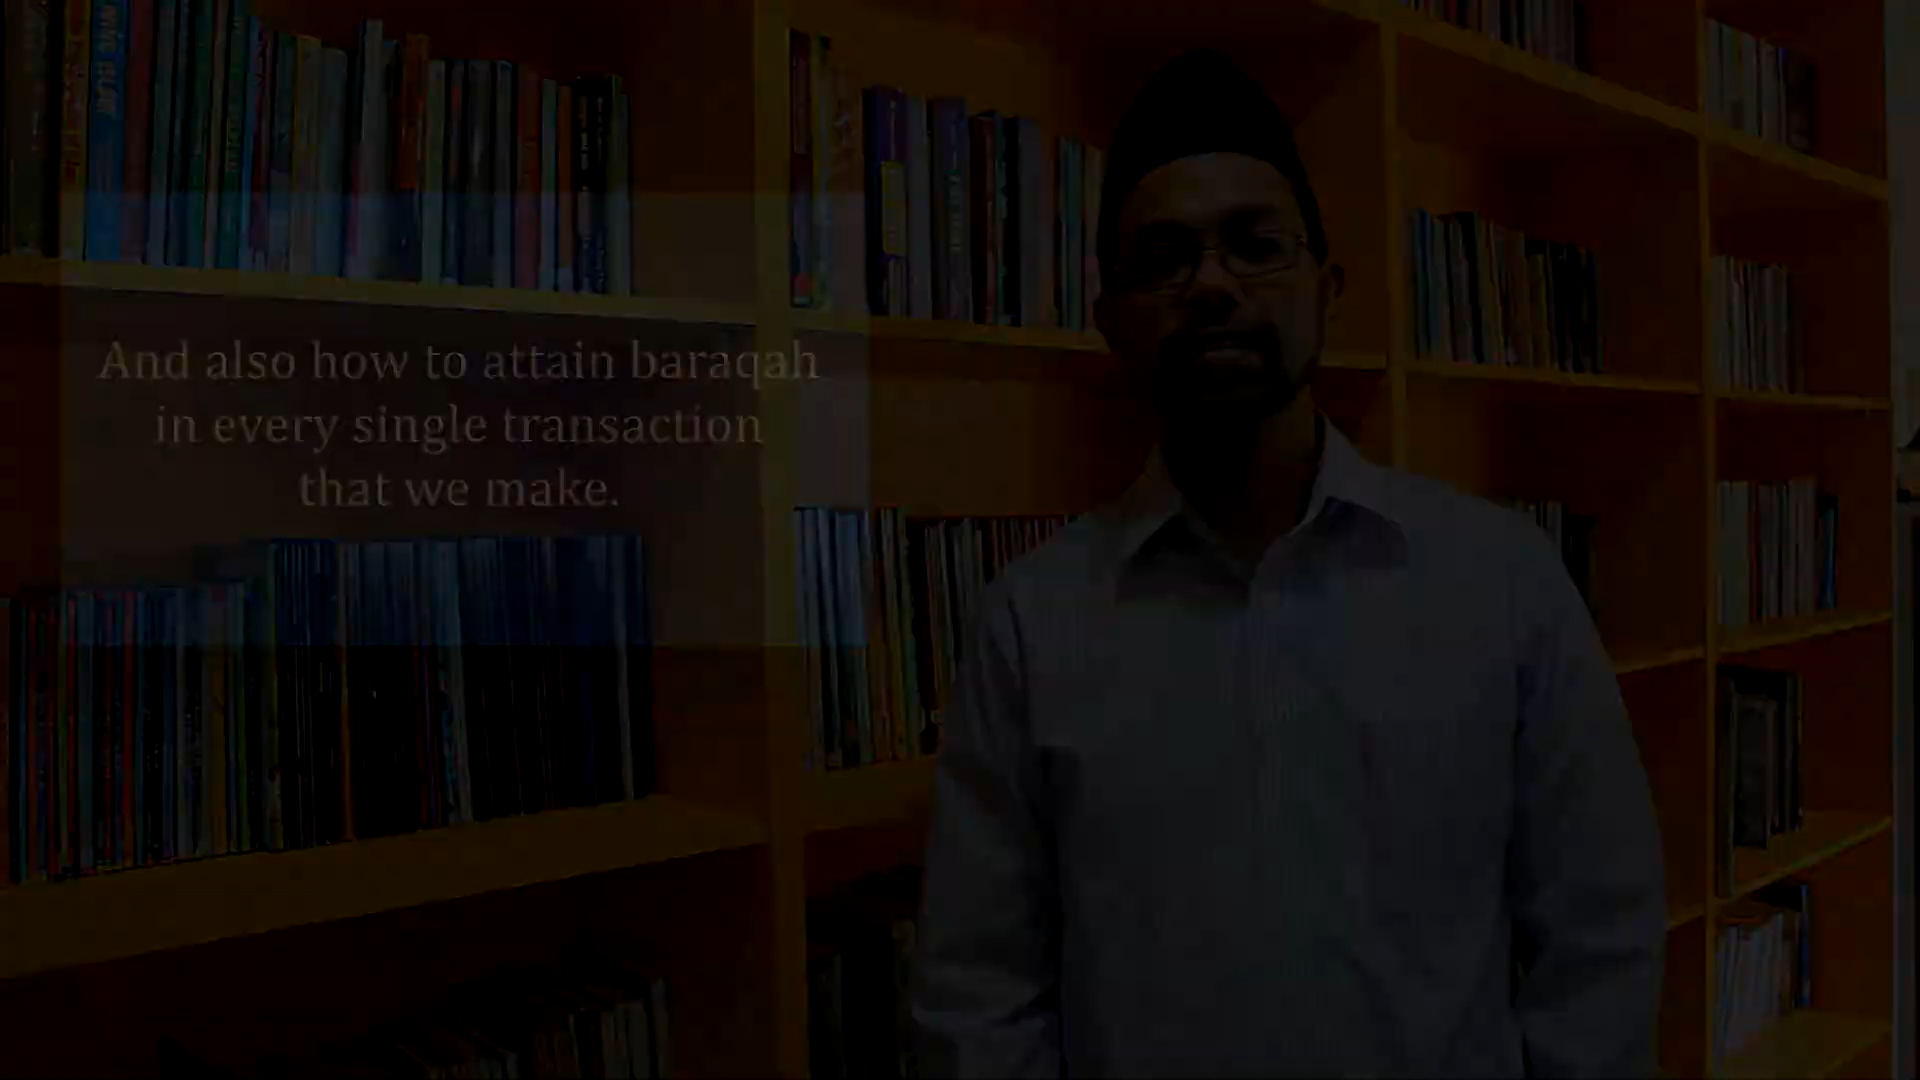 And also how to attain baraqah
in every single transaction
that we make.